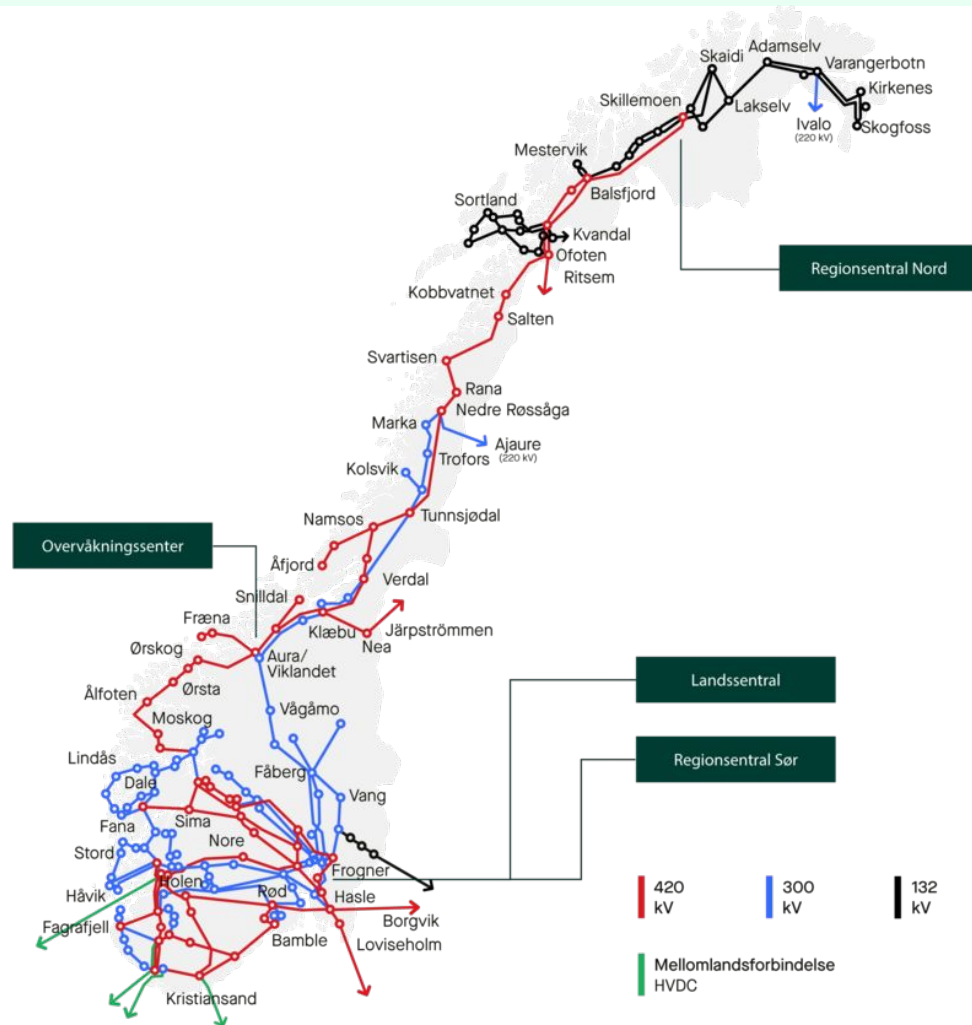 Skaidi
Adamselv
Varangerbotn
Kirkenes
Skillemoen
Lakselv
Ivalo
(220 kV)
Skogfoss
Mestervik
Balsfjord
Sortland
Kvandal
Ofoten
Ritsem
Regionsentral Nord
Kobbvatnet
Salten
Svartisen
Rana
Nedre Røssåga
Marka
Ajaure
(220 kV)
Trofors
Kolsvik
Namsos
Tunnsjødal
Overvåkningssenter
Åfjord
Verdal
Snilldal
Fræna
Klæbu
Järpströmmen
Nea
Ørskog
Aura/
Viklandet
Ørsta
Landssentral
Ålfoten
Vågåmo
Moskog
Regionsentral Sør
Lindås
Fåberg
Dale
Vang
Sima
Fana
Nore
Stord
Frogner
Holen
Håvik
Rød
Hasle
420
kV
300
kV
132
kV
Borgvik
Fagrafjell
Bamble
Loviseholm
Mellomlandsforbindelse
HVDC
Kristiansand